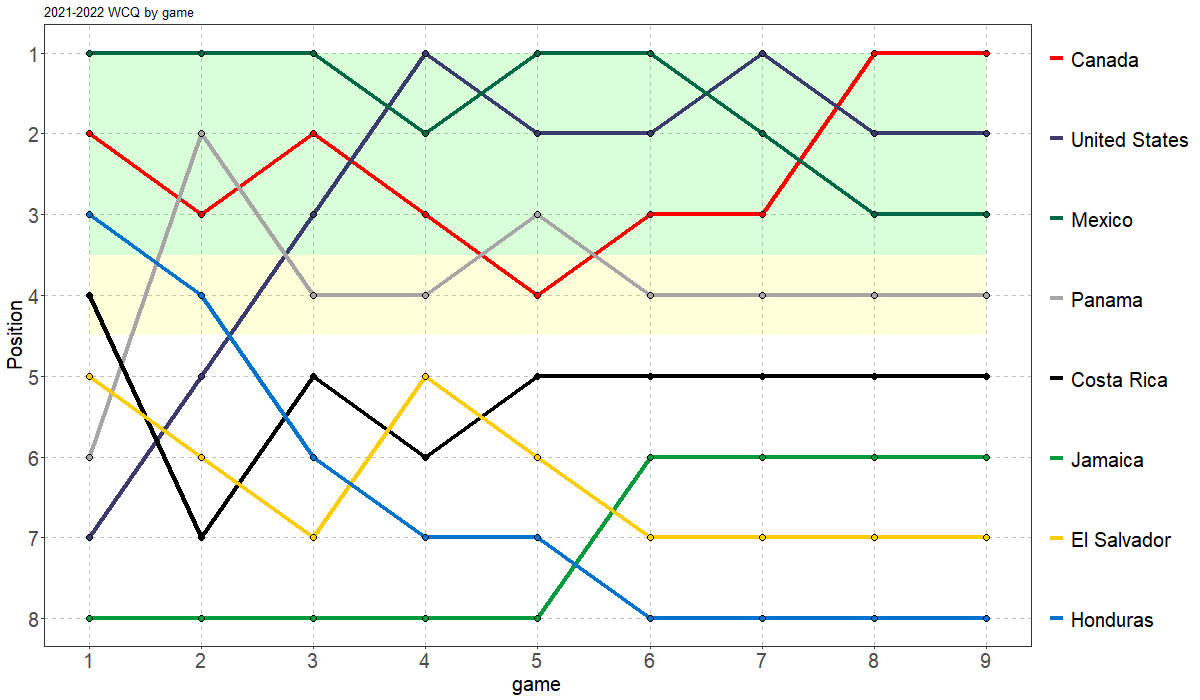 2021-2022 WCQ by game
Position
1
2
3
4
5
6
7
8
1 2 3 4 5 6 7 8 9
game
Canada
United States
Mexico
Panama
Costa Rica
Jamaica
El Salvador
Honduras